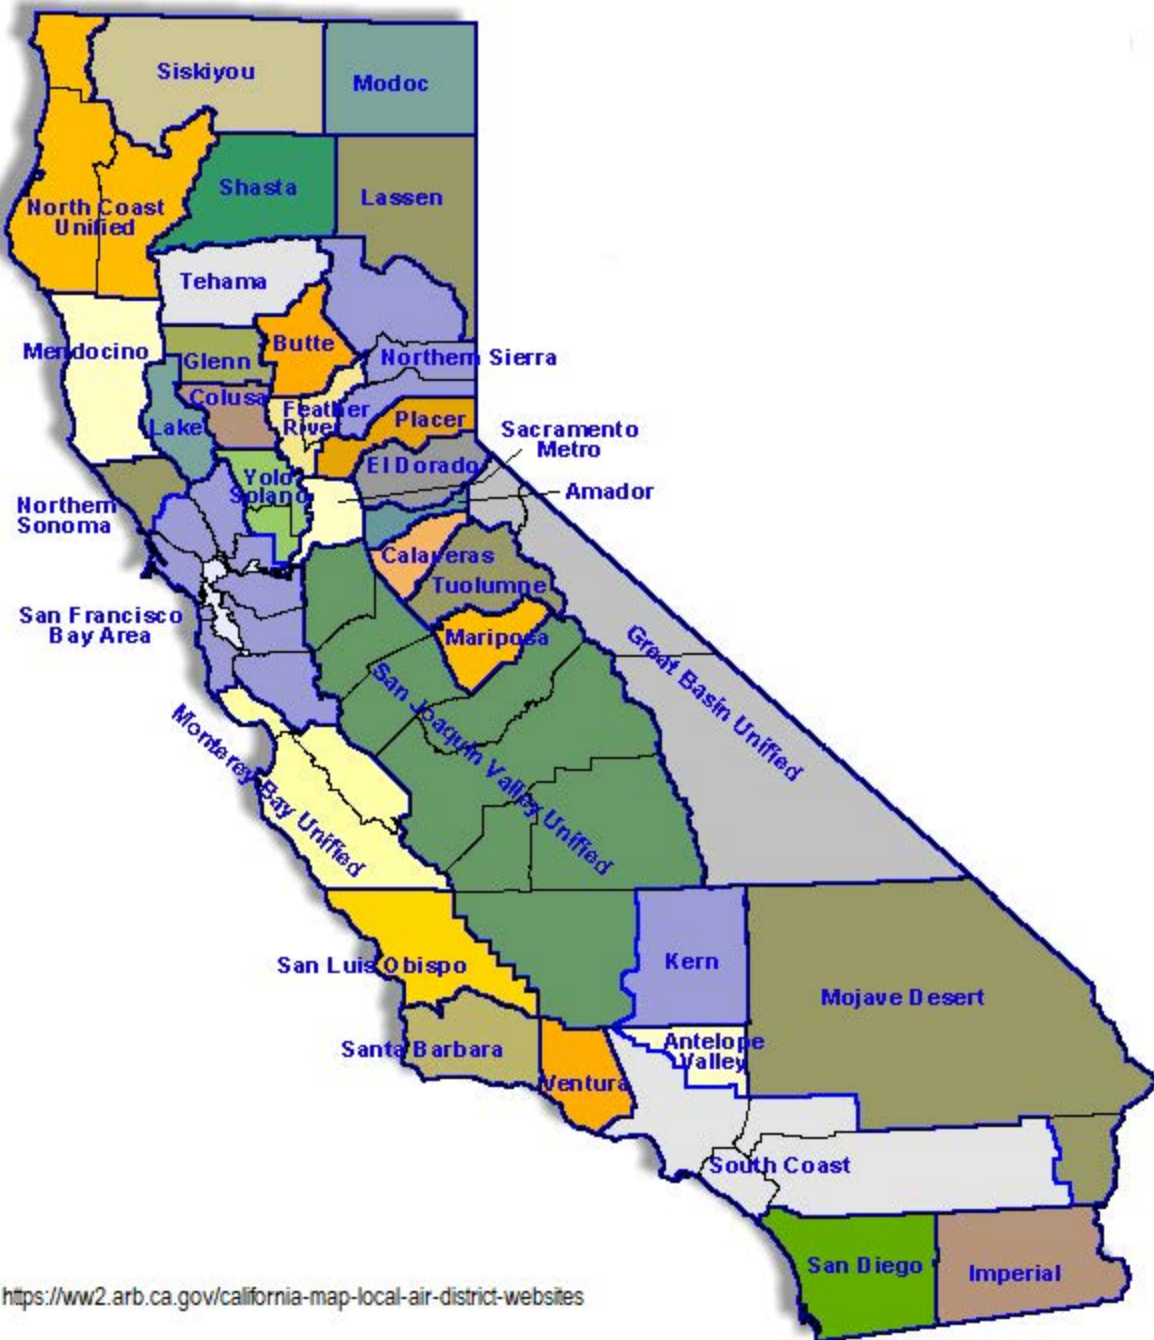 Siskiyou
Modoc
Shasta
Lassen
North Coast
Unified
Tehama
Butte
Mendocino
Glenn
Northern Sierra
Colusa
Feather
River
Placer
Lake
Sacramento
Metro
El Dorado
Yolo
Solano
Amador
Northern
Sonoma
Calaveras
Tuolumne
San Francisco
Bay Area
Mariposa
Great Basin Unified
San Joaquin Valley Unified
Monterey Bay Unified
San Luis Obispo
Kern
Mojave Desert
Santa Barbara
Antelope
Valley
Ventura
South Coast
San Diego
Imperial
https://ww2.arb.ca.gov/california-map-local-air-district-websites